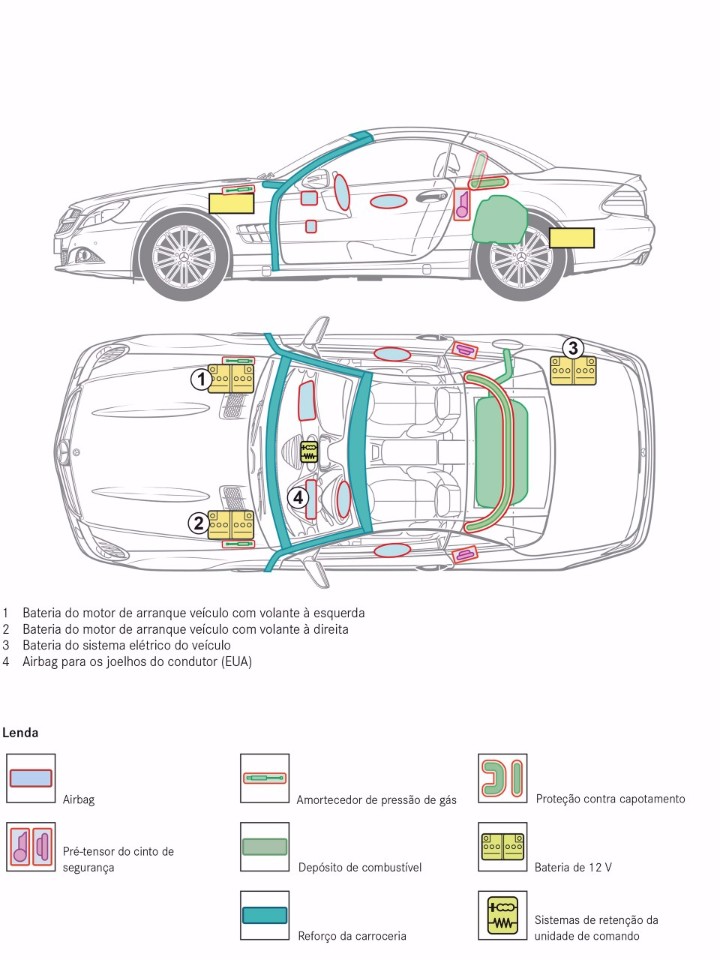 3
1
4
2
1 Bateria do motor de arranque veículo com volante à esquerda
2 Bateria do motor de arranque veículo com volante à direita
3 Bateria do sistema elétrico do veículo
4 Airbag para os joelhos do condutor (EUA)
Lenda
Airbag
Amortecedor de pressão de gás
Proteção contra capotamento
Pré-tensor do cinto de
segurança
Depósito de combustível
Bateria de 12 V
Reforço da carroceria
Sistemas de retenção da
unidade de comando